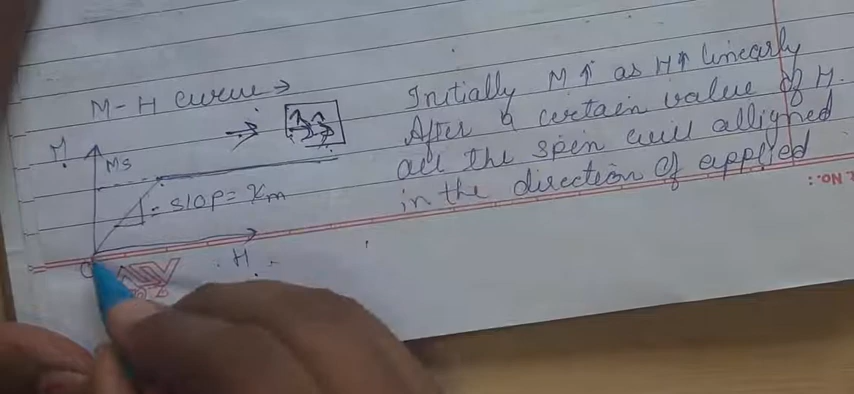 M-H curve →
Initially M↑ as H↑ linearly
After a certain value of H.
all the spin will alligned
in the direction of applied
M
Ms
= slop = χm
O
H
. No.: